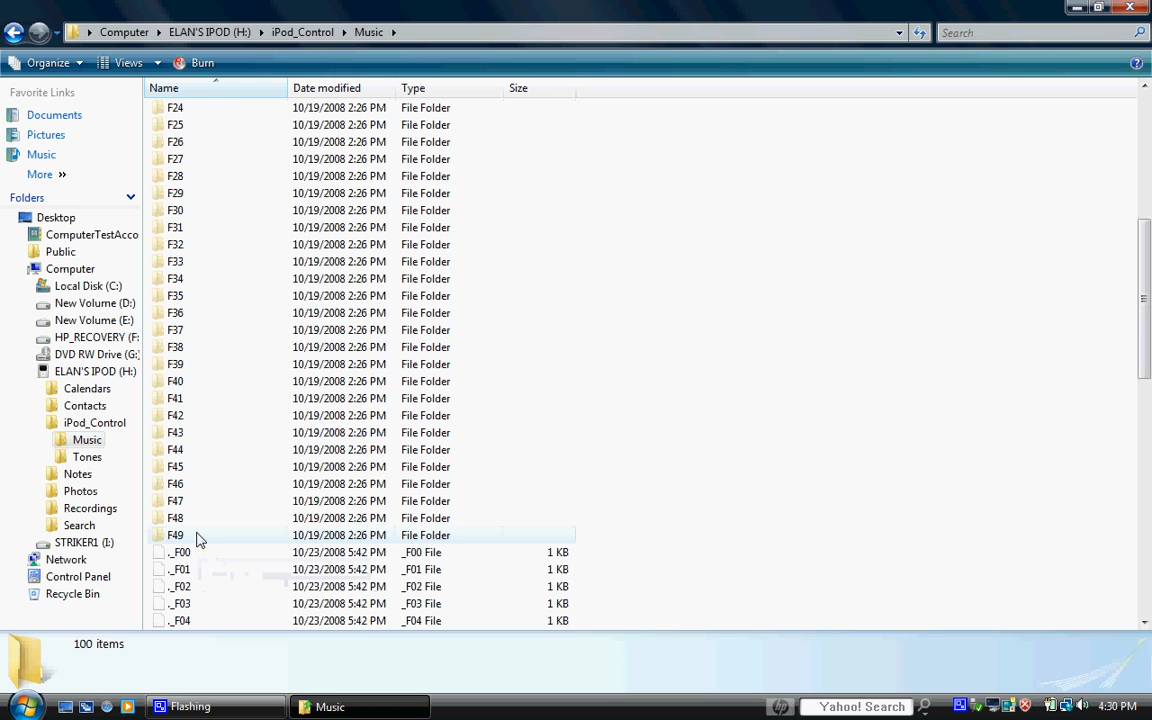 Computer ELAN'S IPOD (H:) iPod_Control Music Search
Organize Views Burn
Favorite Links
Documents
Pictures
Music
More »
Folders
Desktop
ComputerTestAcco
Public
Computer
Local Disk (C:)
New Volume (D:)
New Volume (E:)
HP_RECOVERY (F:
DVD RW Drive (G:)
ELAN'S IPOD (H:)
Calendars
Contacts
iPod_Control
Music
Tones
Notes
Photos
Recordings
Search
STRIKER1 (I:)
Network
Control Panel
Recycle Bin
Name Date modified Type Size
F24 10/19/2008 2:26 PM File Folder
F25 10/19/2008 2:26 PM File Folder
F26 10/19/2008 2:26 PM File Folder
F27 10/19/2008 2:26 PM File Folder
F28 10/19/2008 2:26 PM File Folder
F29 10/19/2008 2:26 PM File Folder
F30 10/19/2008 2:26 PM File Folder
F31 10/19/2008 2:26 PM File Folder
F32 10/19/2008 2:26 PM File Folder
F33 10/19/2008 2:26 PM File Folder
F34 10/19/2008 2:26 PM File Folder
F35 10/19/2008 2:26 PM File Folder
F36 10/19/2008 2:26 PM File Folder
F37 10/19/2008 2:26 PM File Folder
F38 10/19/2008 2:26 PM File Folder
F39 10/19/2008 2:26 PM File Folder
F40 10/19/2008 2:26 PM File Folder
F41 10/19/2008 2:26 PM File Folder
F42 10/19/2008 2:26 PM File Folder
F43 10/19/2008 2:26 PM File Folder
F44 10/19/2008 2:26 PM File Folder
F45 10/19/2008 2:26 PM File Folder
F46 10/19/2008 2:26 PM File Folder
F47 10/19/2008 2:26 PM File Folder
F48 10/19/2008 2:26 PM File Folder
F49 10/19/2008 2:26 PM File Folder
._F00 10/23/2008 5:42 PM _F00 File 1 KB
._F01 10/23/2008 5:42 PM _F01 File 1 KB
._F02 10/23/2008 5:42 PM _F02 File 1 KB
._F03 10/23/2008 5:42 PM _F03 File 1 KB
._F04 10/23/2008 5:42 PM _F04 File 1 KB
100 items
Flashing Music hp Yahoo! Search 4:30 PM